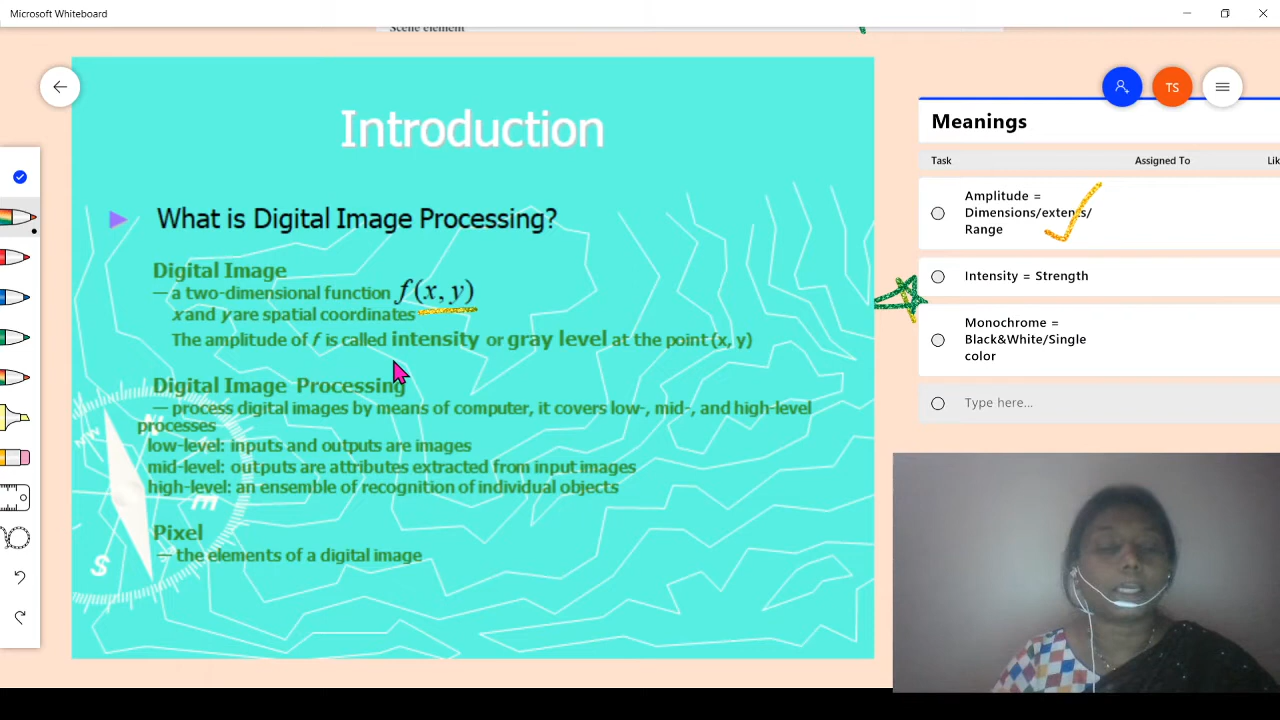 Microsoft Whiteboard
Scene element
Introduction
What is Digital Image Processing?
Digital Image
— a two-dimensional function f(x, y)
x and y are spatial coordinates
The amplitude of f is called intensity or gray level at the point (x, y)
Digital Image Processing
— process digital images by means of computer, it covers low-, mid-, and high-level
processes
low-level: inputs and outputs are images
mid-level: outputs are attributes extracted from input images
high-level: an ensemble of recognition of individual objects
Pixel
— the elements of a digital image
N
NW
m
S
TS
Meanings
Task Assigned To Lik
Amplitude =
Dimensions/extents/
Range
Intensity = Strength
Monochrome =
Black&White/Single
color
Type here...